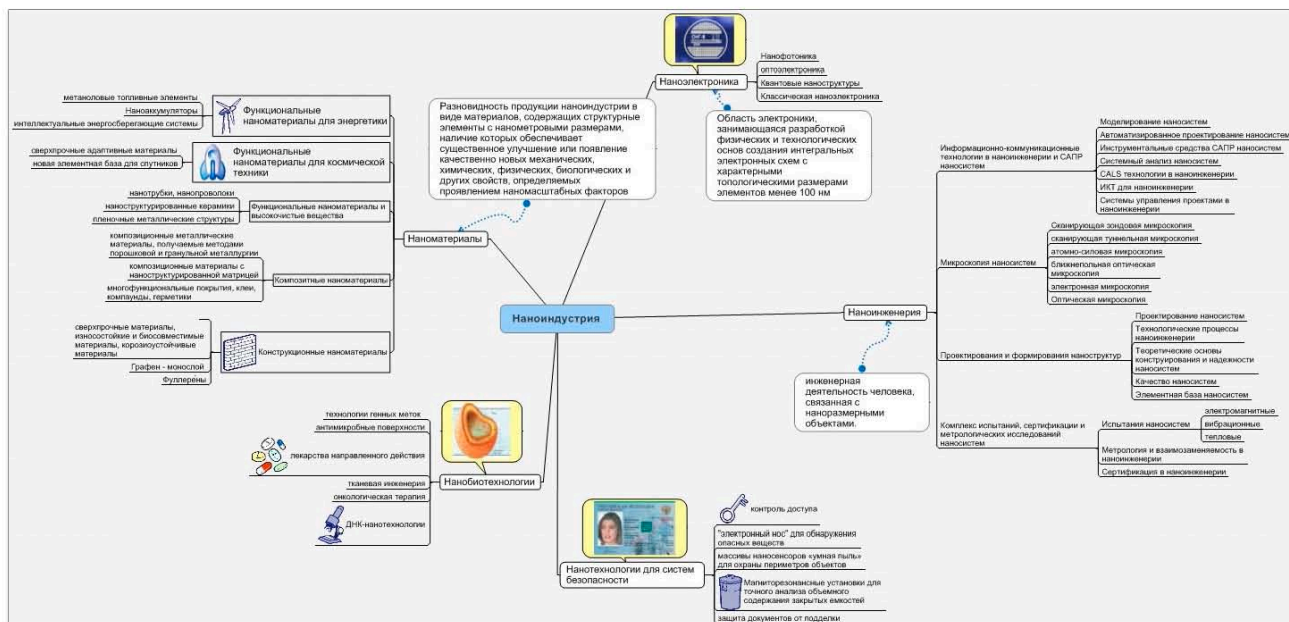 Наноиндустрия
Наноэлектроника
Нанофотоника
оптоэлектроника
Квантовые наноструктуры
Классическая наноэлектроника
Область электроники,
занимающаяся разработкой
физических и технологических
основ создания интегральных
электронных схем с
характерными
топологическими размерами
элементов менее 100 нм
Разновидность продукции наноиндустрии в
виде материалов, содержащих структурные
элементы с нанометровыми размерами,
наличие которых обеспечивает
существенное улучшение или появление
качественно новых механических,
химических, физических, биологических и
других свойств, определяемых
проявлением наномасштабных факторов
Наноматериалы
Функциональные
наноматериалы для энергетики
метаноловые топливные элементы
Наноаккумуляторы
интеллектуальные энергосберегающие системы
Функциональные
наноматериалы для космической
техники
сверхпрочные адаптивные материалы
новая элементная база для спутников
Функциональные наноматериалы и
высокочистые вещества
нанотрубки, нанопроволоки
наноструктурированные керамики
пленочные металлические структуры
Композитные наноматериалы
композиционные металлические
материалы, получаемые методами
порошковой и гранульной металлургии
композиционные материалы с
наноструктурированной матрицей
многофункциональные покрытия, клеи,
компаунды, герметики
Конструкционные наноматериалы
сверхпрочные материалы,
износостойкие и биосовместимые
материалы, корозиоустойчивые
материалы
Графен - монослой
Фуллерены
Нанобиотехнологии
технологии генных меток
антимикробные поверхности
лекарства направленного действия
тканевая инженерия
онкологическая терапия
ДНК-нанотехнологии
Нанотехнологии для систем
безопасности
контроль доступа
"электронный нос" для обнаружения
опасных веществ
массивы наносенсоров «умная пыль»
для охраны периметров объектов
Магниторезонансные установки для
точного анализа объемного
содержания закрытых емкостей
защита документов от подделки
Наноинженерия
инженерная
деятельность человека,
связанная с
наноразмерными
объектами.
Информационно-коммуникационные
технологии в наноинженерии и САПР
наносистем
Моделирование наносистем
Автоматизированное проектирование наносистем
Инструментальные средства САПР наносистем
Системный анализ наносистем
CALS технологии в наноинженерии
ИКТ для наноинженерии
Системы управления проектами в
наноинженерии
Микроскопия наносистем
Сканирующая зондовая микроскопия
сканирующая туннельная микроскопия
атомно-силовая микроскопия
ближнепольная оптическая
микроскопия
электронная микроскопия
Оптическая микроскопия
Проектирования и формирования наноструктур
Проектирование наносистем
Технологические процессы
наноинженерии
Теоретические основы
конструирования и надежности
наносистем
Качество наносистем
Элементная база наносистем
Комплекс испытаний, сертификации и
метрологических исследований
наносистем
Испытания наносистем
электромагнитные
вибрационные
тепловые
Метрология и взаимозаменяемость в
наноинженерии
Сертификация в наноинженерии